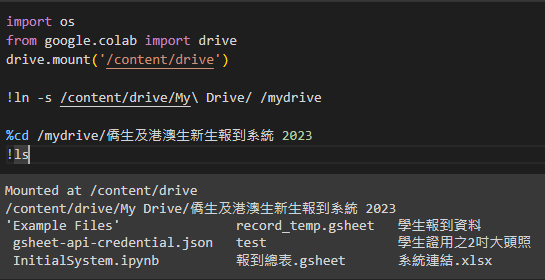 import os
from google.colab import drive
drive.mount('/content/drive')
!ln -s /content/drive/My\ Drive/ /mydrive
%cd /mydrive/僑生及港澳生新生報到系統 2023
!ls
Mounted at /content/drive
/content/drive/My Drive/僑生及港澳生新生報到系統 2023
'Example Files' record_temp.gsheet 學生報到資料
gsheet-api-credential.json test 學生證用之2吋大頭照
InitialSystem.ipynb 報到總表.gsheet 系統連結.xlsx